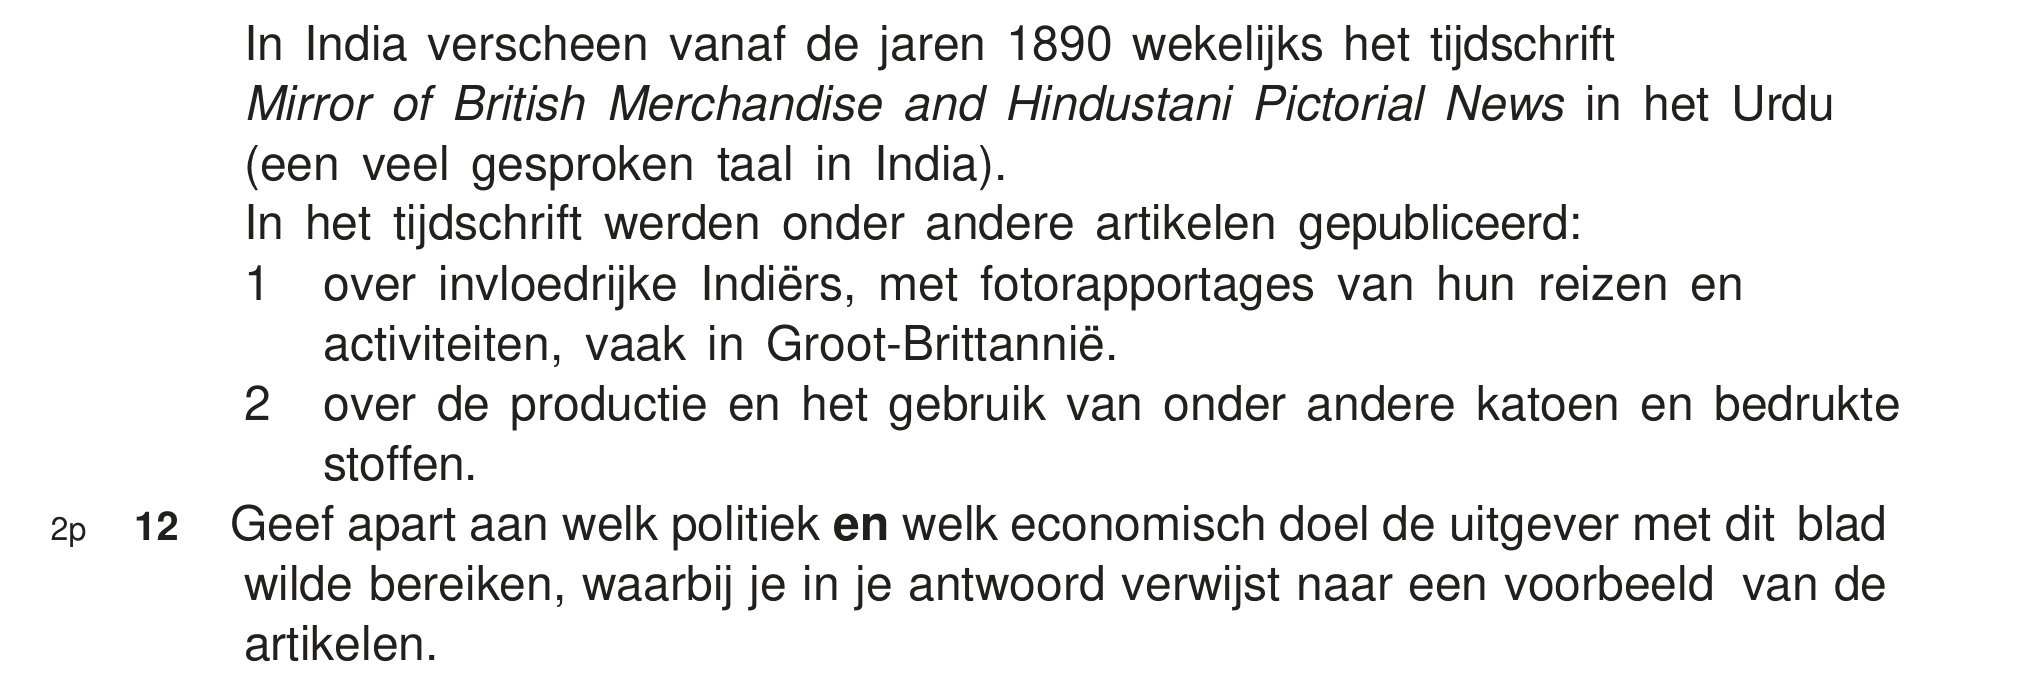 In India verscheen vanaf de jaren 1890 wekelijks het tijdschrift
Mirror of British Merchandise and Hindustani Pictorial News in het Urdu
(een veel gesproken taal in India).
In het tijdschrift werden onder andere artikelen gepubliceerd:
1 over invloedrijke Indiërs, met fotorapportages van hun reizen en
activiteiten, vaak in Groot-Brittannië.
2 over de productie en het gebruik van onder andere katoen en bedrukte
stoffen.
2p 12 Geef apart aan welk politiek en welk economisch doel de uitgever met dit blad
wilde bereiken, waarbij je in je antwoord verwijst naar een voorbeeld van de
artikelen.